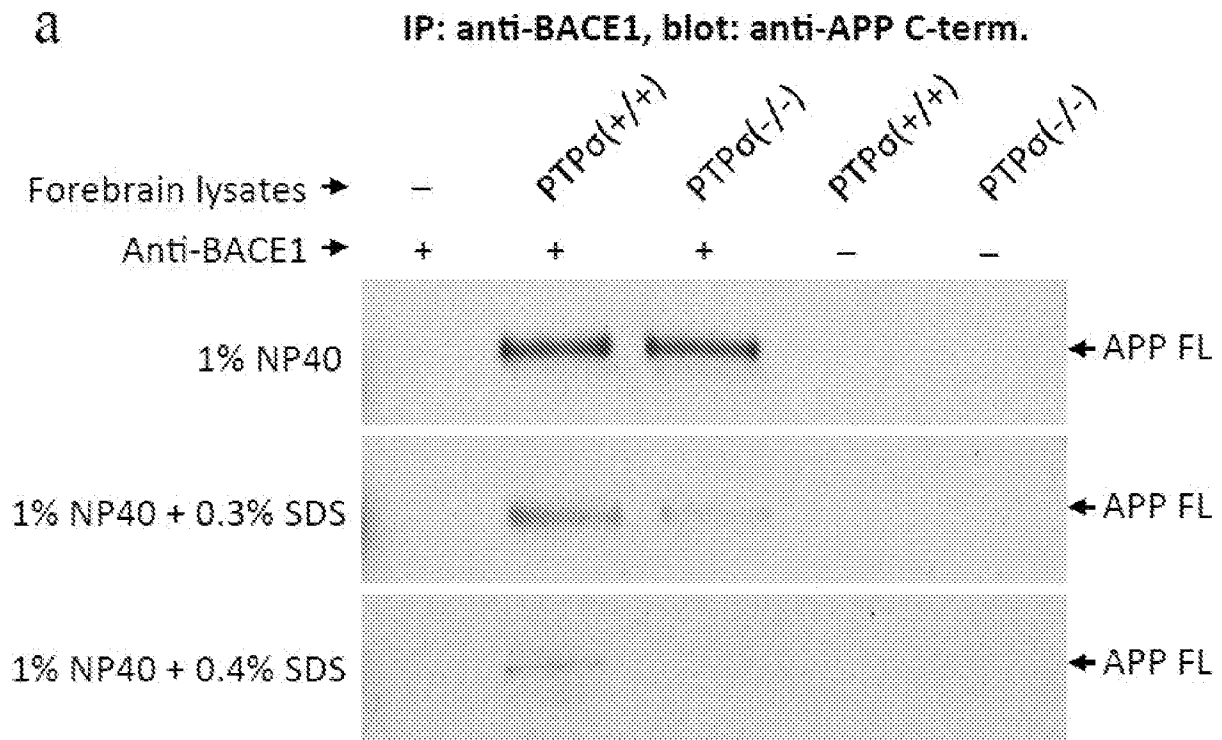 a
IP: anti-BACE1, blot: anti-APP C-term.
PTPσ(+/+) PTPσ(-/-) PTPσ(+/+) PTPσ(-/-)
Forebrain lysates → –
Anti-BACE1 → + + + – –
1% NP40 ← APP FL
1% NP40 + 0.3% SDS ← APP FL
1% NP40 + 0.4% SDS ← APP FL